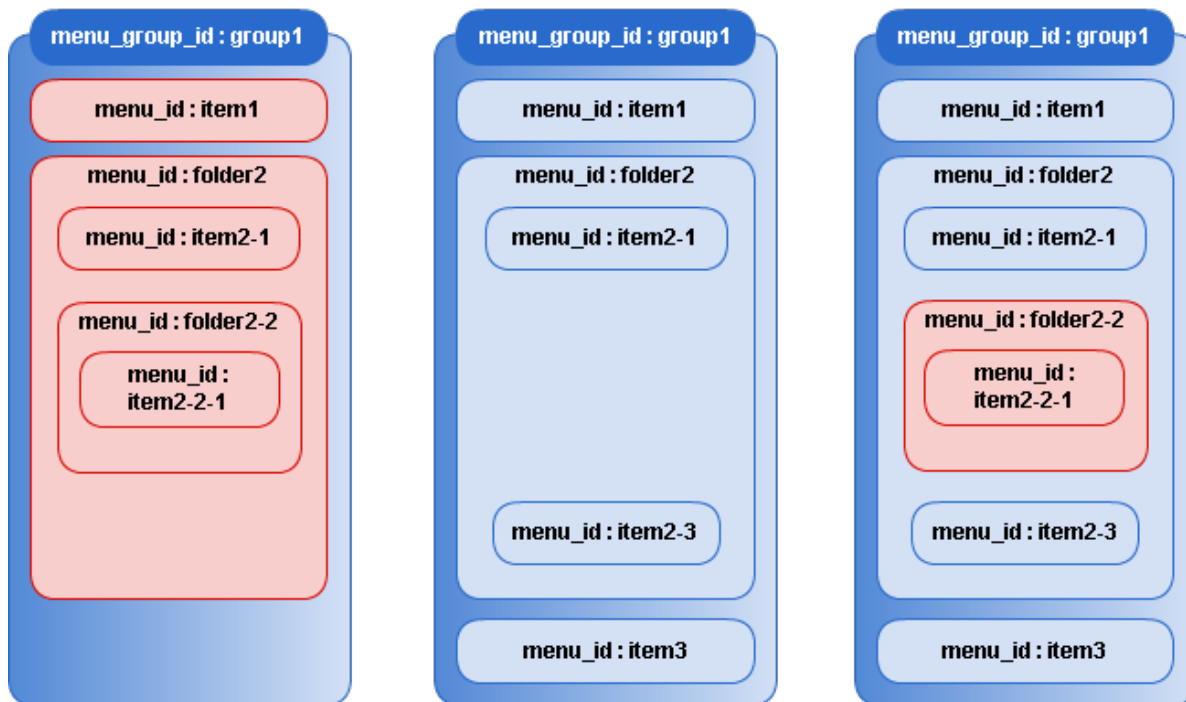 menu_group_id : group1
menu_id : item1
menu_id : folder2
menu_id : item2-1
menu_id : folder2-2
menu_id :
item2-2-1
menu_group_id : group1
menu_id : item1
menu_id : folder2
menu_id : item2-1
menu_id : item2-3
menu_id : item3
menu_group_id : group1
menu_id : item1
menu_id : folder2
menu_id : item2-1
menu_id : folder2-2
menu_id :
item2-2-1
menu_id : item2-3
menu_id : item3